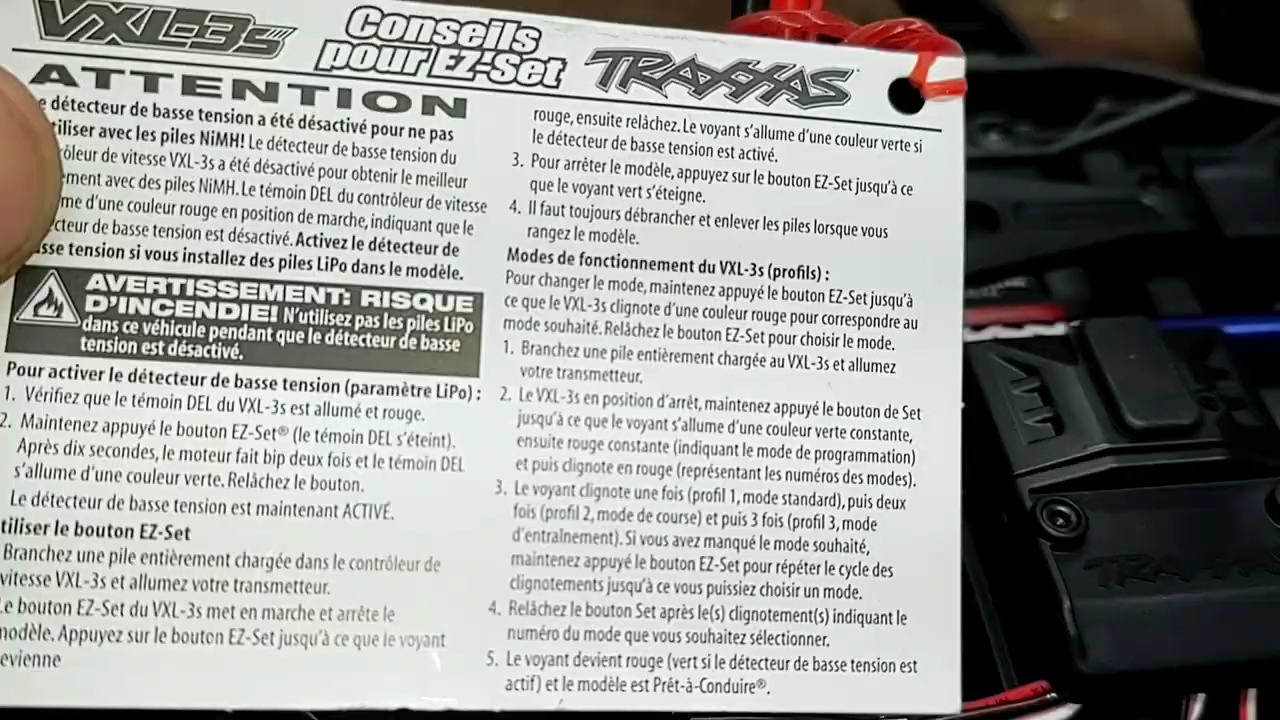 VXL-3s
Conseils
pour EZ-Set
TRAXXAS
ATTENTION
détecteur de basse tension a été désactivé pour ne pas
iliser avec les piles NiMH! Le détecteur de basse tension du
rôleur de vitesse VXL-3s a été désactivé pour obtenir le meilleur
ment avec des piles NiMH. Le témoin DEL du contrôleur de vitesse
me d'une couleur rouge en position de marche, indiquant que le
cteur de basse tension est désactivé. Activez le détecteur de
sse tension si vous installez des piles LiPo dans le modèle.
AVERTISSEMENT: RISQUE
D'INCENDIE! N'utilisez pas les piles LiPo
dans ce véhicule pendant que le détecteur de basse
tension est désactivé.
Pour activer le détecteur de basse tension (paramètre LiPo) :
1. Vérifiez que le témoin DEL du VXL-3s est allumé et rouge.
2. Maintenez appuyé le bouton EZ-Set® (le témoin DEL s'éteint).
Après dix secondes, le moteur fait bip deux fois et le témoin DEL
s'allume d'une couleur verte. Relâchez le bouton.
Le détecteur de basse tension est maintenant ACTIVÉ.
tiliser le bouton EZ-Set
Branchez une pile entièrement chargée dans le contrôleur de
vitesse VXL-3s et allumez votre transmetteur.
Le bouton EZ-Set du VXL-3s met en marche et arrête le
modèle. Appuyez sur le bouton EZ-Set jusqu'à ce que le voyant
evienne
rouge, ensuite relâchez. Le voyant s'allume d'une couleur verte si
le détecteur de basse tension est activé.
3. Pour arrêter le modèle, appuyez sur le bouton EZ-Set jusqu'à ce
que le voyant vert s'éteigne.
4. Il faut toujours débrancher et enlever les piles lorsque vous
rangez le modèle.
Modes de fonctionnement du VXL-3s (profils) :
Pour changer le mode, maintenez appuyé le bouton EZ-Set jusqu'à
ce que le VXL-3s clignote d'une couleur rouge pour correspondre au
mode souhaité. Relâchez le bouton EZ-Set pour choisir le mode.
1. Branchez une pile entièrement chargée au VXL-3s et allumez
votre transmetteur.
2. Le VXL-3s en position d'arrêt, maintenez appuyé le bouton de Set
jusqu'à ce que le voyant s'allume d'une couleur verte constante,
ensuite rouge constante (indiquant le mode de programmation)
et puis clignote en rouge (représentant les numéros des modes).
3. Le voyant clignote une fois (profil 1, mode standard), puis deux
fois (profil 2, mode de course) et puis 3 fois (profil 3, mode
d'entraînement). Si vous avez manqué le mode souhaité,
maintenez appuyé le bouton EZ-Set pour répéter le cycle des
clignotements jusqu'à ce vous puissiez choisir un mode.
4. Relâchez le bouton Set après le(s) clignotement(s) indiquant le
numéro du mode que vous souhaitez sélectionner.
5. Le voyant devient rouge (vert si le détecteur de basse tension est
actif) et le modèle est Prêt-à-Conduire®.